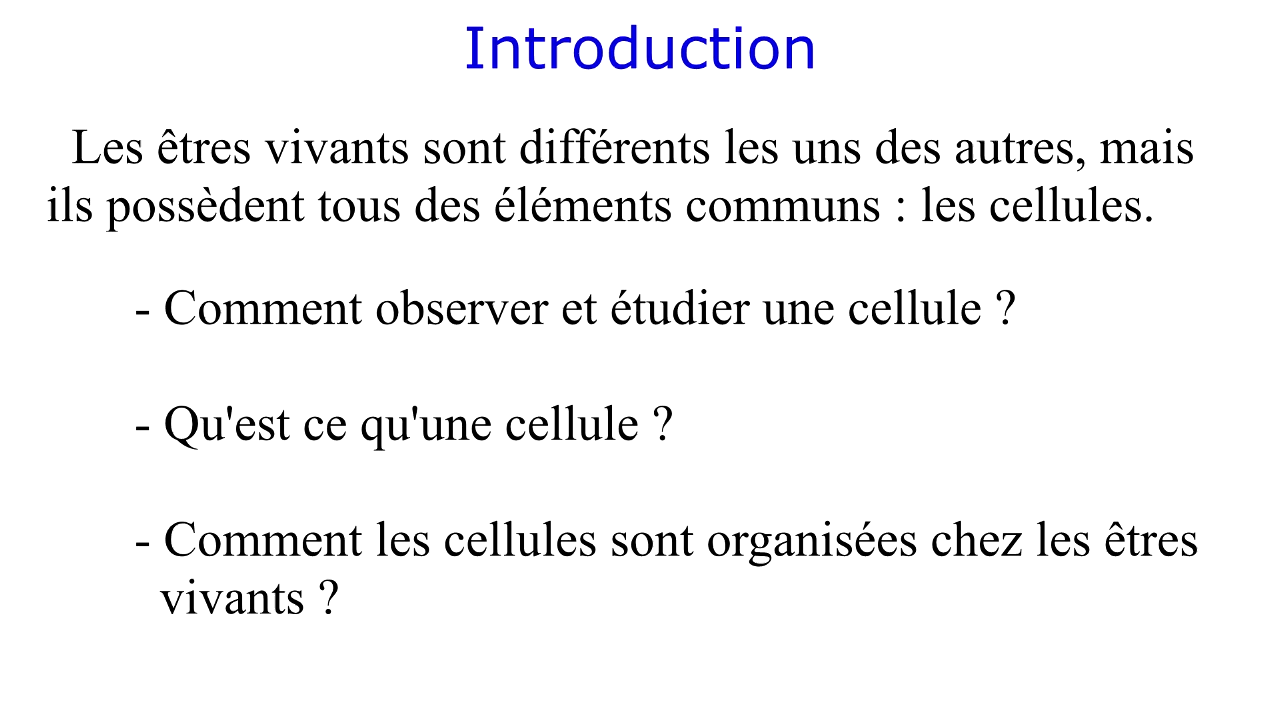 Introduction
Les êtres vivants sont différents les uns des autres, mais
ils possèdent tous des éléments communs : les cellules.
- Comment observer et étudier une cellule ?
- Qu'est ce qu'une cellule ?
- Comment les cellules sont organisées chez les êtres
vivants ?